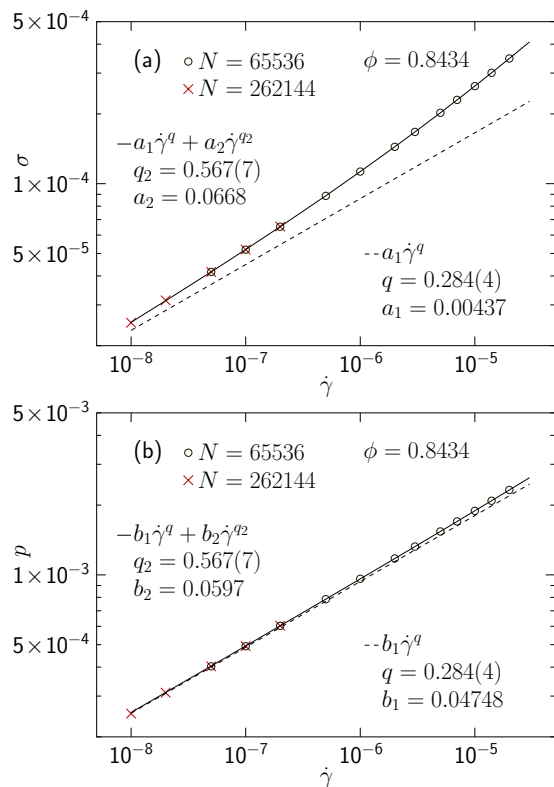 5×10⁻⁴
(a) ○ N = 65536 ϕ = 0.8434
× N = 262144
−a₁γ̇^q + a₂γ̇^q₂
q₂ = 0.567(7)
a₂ = 0.0668
σ
1×10⁻⁴
5×10⁻⁵
--a₁γ̇^q
q = 0.284(4)
a₁ = 0.00437
10⁻⁸ 10⁻⁷ 10⁻⁶ 10⁻⁵
γ̇
5×10⁻³
(b) ○ N = 65536 ϕ = 0.8434
× N = 262144
−b₁γ̇^q + b₂γ̇^q₂
q₂ = 0.567(7)
b₂ = 0.0597
p
1×10⁻³
5×10⁻⁴
--b₁γ̇^q
q = 0.284(4)
b₁ = 0.04748
10⁻⁸ 10⁻⁷ 10⁻⁶ 10⁻⁵
γ̇